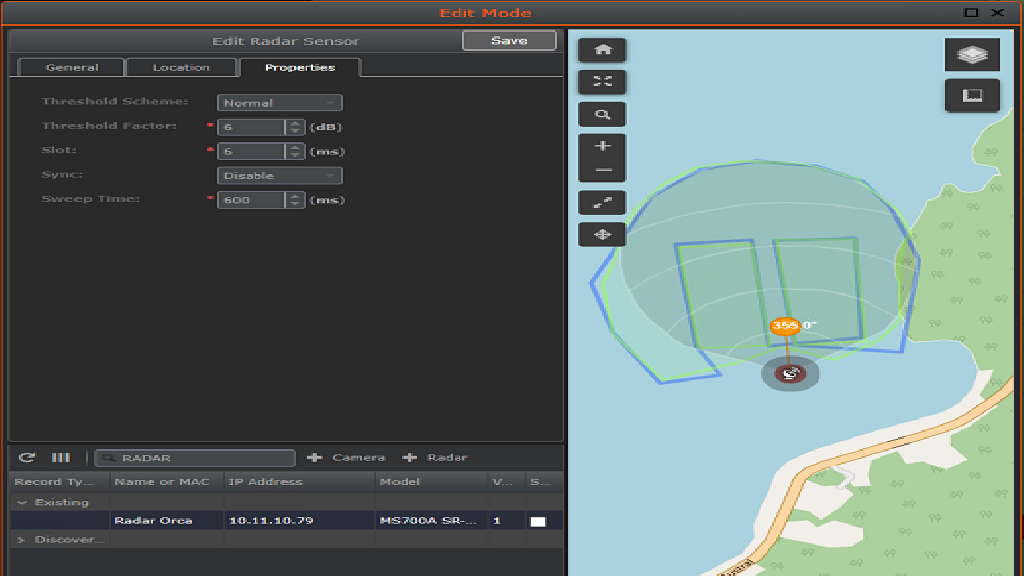 Edit Mode
Edit Radar Sensor
Save
General
Location
Properties
Threshold Scheme: Normal
Threshold Factor: * 6 (dB)
Slot: * 6 (ms)
Sync: Disable
Sweep Time: * 600 (ms)
355.0°
RADAR
Camera
Radar
Record Ty... Name or MAC IP Address Model V... S...
Existing
Radar Orca 10.11.10.79 MS700A SR-... 1
Discover...